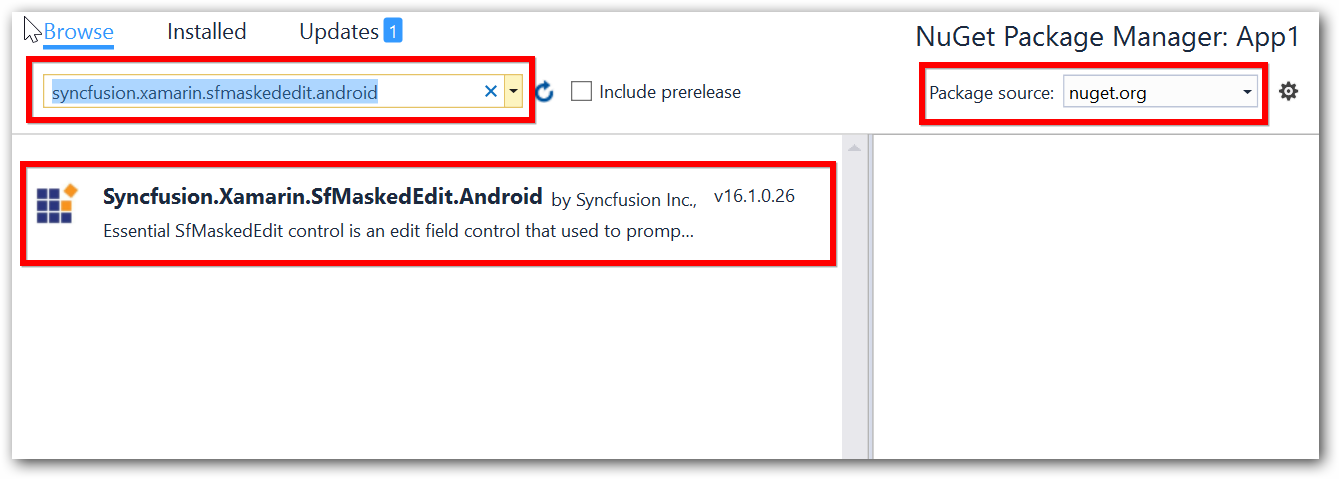 Browse Installed Updates 1
NuGet Package Manager: App1
syncfusion.xamarin.sfmaskededit.android
Include prerelease
Package source: nuget.org
Syncfusion.Xamarin.SfMaskedEdit.Android by Syncfusion Inc., v16.1.0.26
Essential SfMaskedEdit control is an edit field control that used to promp...